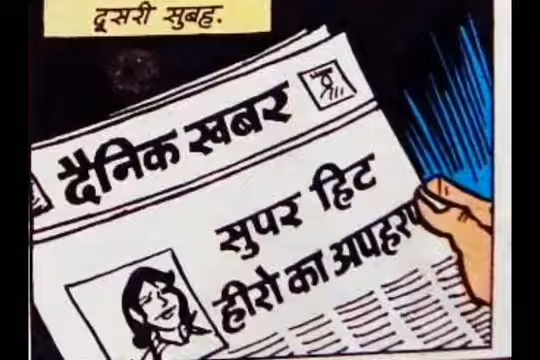 दूसरी सुबह.
दैनिक खबर
सुपर हिट
हीरो का अपहरण